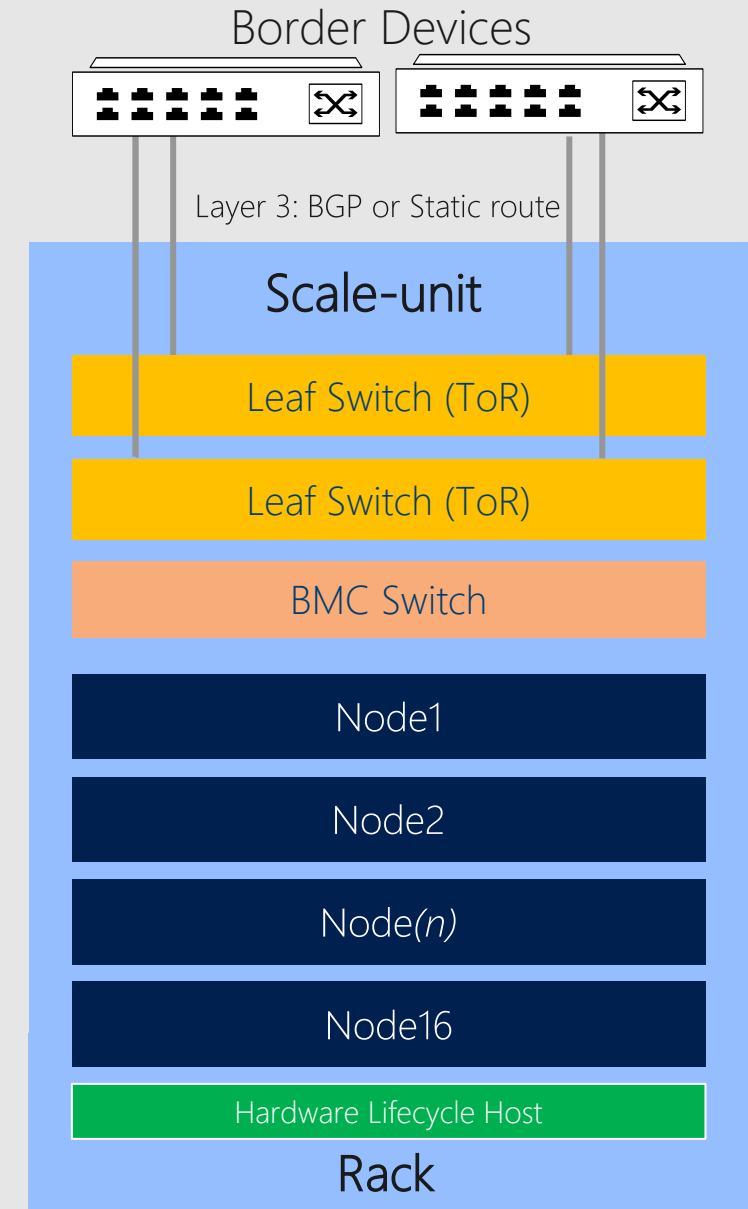 Border Devices
Layer 3: BGP or Static route
Scale-unit
Leaf Switch (ToR)
Leaf Switch (ToR)
BMC Switch
Node1
Node2
Node(n)
Node16
Hardware Lifecycle Host
Rack